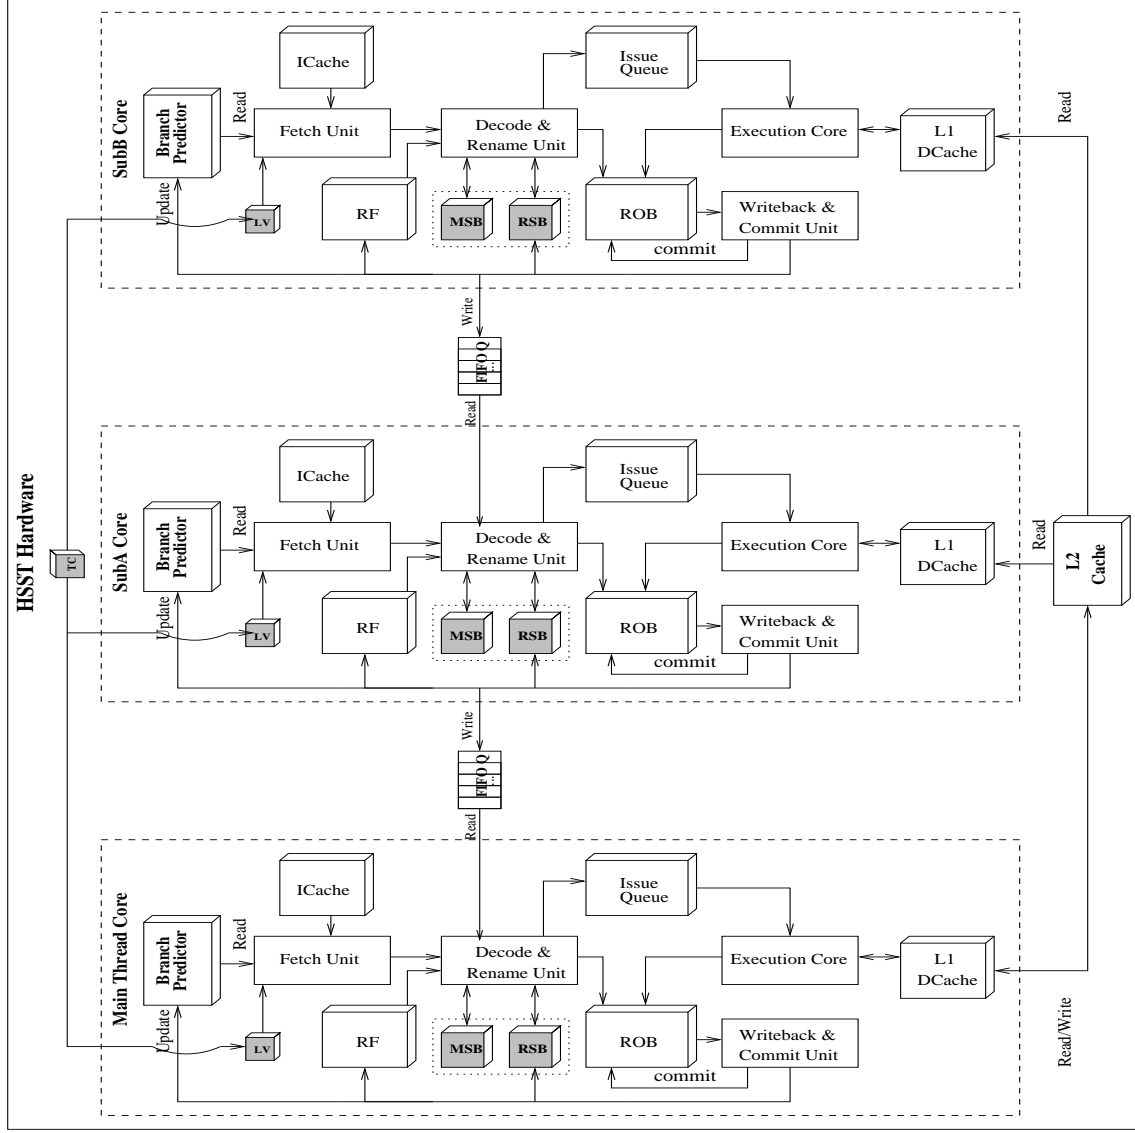 HSST Hardware
TC
SubB Core
ICache
Issue
Queue
Branch
Predictor
Read
Fetch Unit
Decode &
Rename Unit
Execution Core
L1
DCache
Read
Update
LV
RF
MSB
RSB
ROB
Writeback &
Commit Unit
commit
Write
FIFO Q
...
Read
SubA Core
ICache
Issue
Queue
Branch
Predictor
Read
Fetch Unit
Decode &
Rename Unit
Execution Core
L1
DCache
Read
L2
Cache
Update
LV
RF
MSB
RSB
ROB
Writeback &
Commit Unit
commit
Write
FIFO Q
...
Read
Main Thread Core
ICache
Issue
Queue
Branch
Predictor
Read
Fetch Unit
Decode &
Rename Unit
Execution Core
L1
DCache
Read/Write
Update
LV
RF
MSB
RSB
ROB
Writeback &
Commit Unit
commit